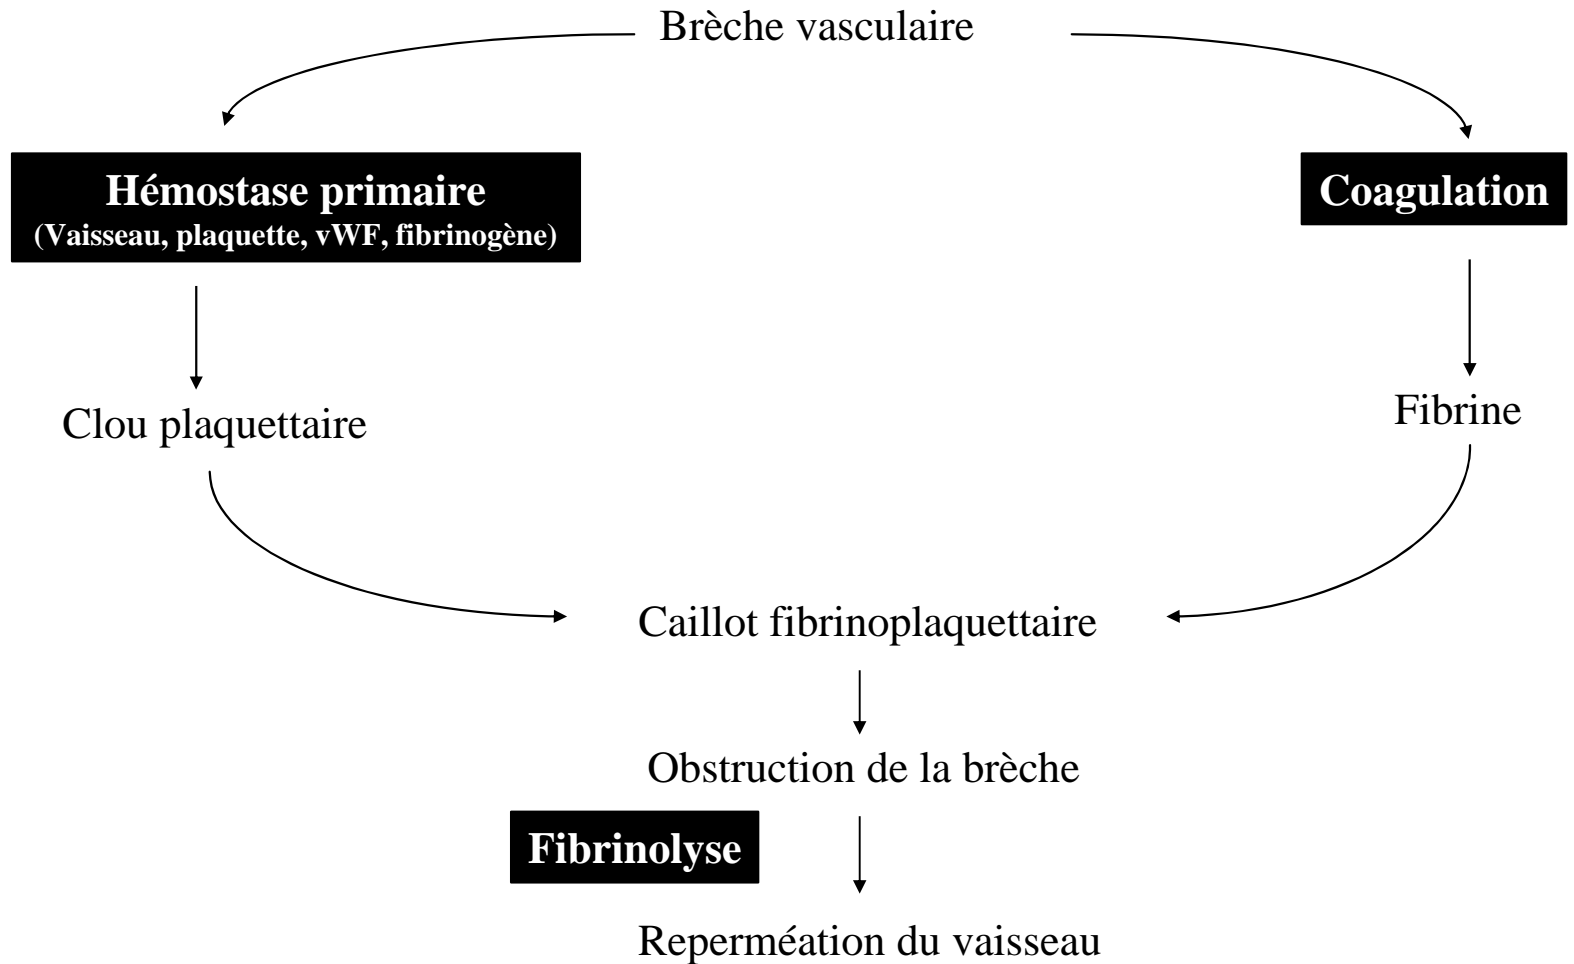 Brèche vasculaire
Hémostase primaire
(Vaisseau, plaquette, vWF, fibrinogène)
Coagulation
Clou plaquettaire
Fibrine
Caillot fibrinoplaquettaire
Obstruction de la brèche
Fibrinolyse
Reperméation du vaisseau